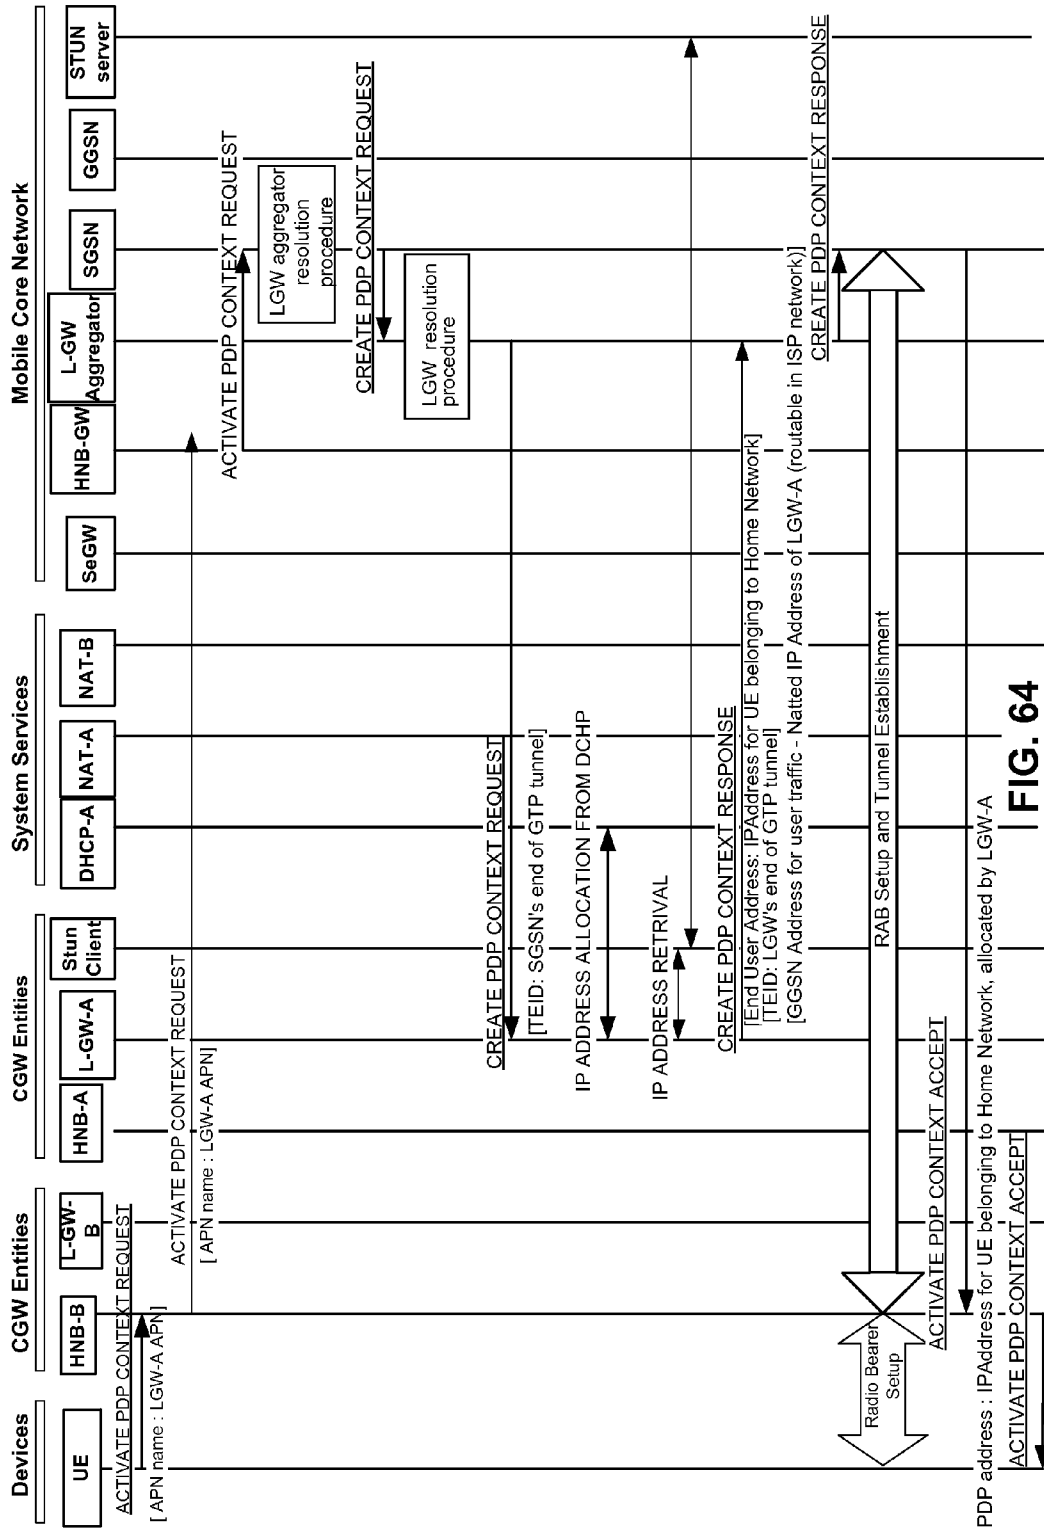 Devices
CGW Entities
CGW Entities
System Services
Mobile Core Network
UE
HNB-B
L-GW-
B
HNB-A
L-GW-A
Stun
Client
DHCP-A
NAT-A
NAT-B
SeGW
HNB-GW
L-GW
Aggregator
SGSN
GGSN
STUN
server
ACTIVATE PDP CONTEXT REQUEST
[ APN name : LGW-A APN]
ACTIVATE PDP CONTEXT REQUEST
[ APN name : LGW-A APN]
ACTIVATE PDP CONTEXT REQUEST
LGW aggregator
resolution
procedure
CREATE PDP CONTEXT REQUEST
LGW resolution
procedure
CREATE PDP CONTEXT REQUEST
[TEID: SGSN's end of GTP tunnel]
IP ADDRESS ALLOCATION FROM DCHP
IP ADDRESS RETRIVAL
CREATE PDP CONTEXT RESPONSE
[End User Address: IPAddress for UE belonging to Home Network]
[TEID: LGW's end of GTP tunnel]
[GGSN Address for user traffic - Natted IP Address of LGW-A (routable in ISP network)]
CREATE PDP CONTEXT RESPONSE
Radio Bearer
Setup
RAB Setup and Tunnel Establishment
ACTIVATE PDP CONTEXT ACCEPT
PDP address : IPAddress for UE belonging to Home Network, allocated by LGW-A
ACTIVATE PDP CONTEXT ACCEPT
FIG. 64